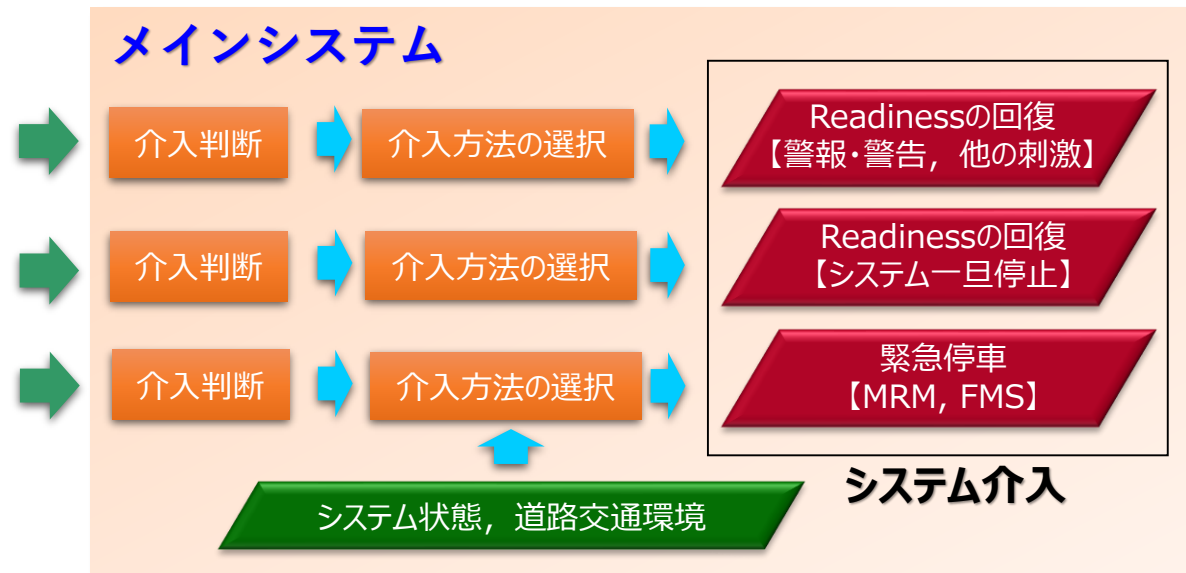 メインシステム
介入判断
介入方法の選択
Readinessの回復
【警報・警告，他の刺激】
介入判断
介入方法の選択
Readinessの回復
【システム一旦停止】
介入判断
介入方法の選択
緊急停車
【MRM, FMS】
システム介入
システム状態，道路交通環境